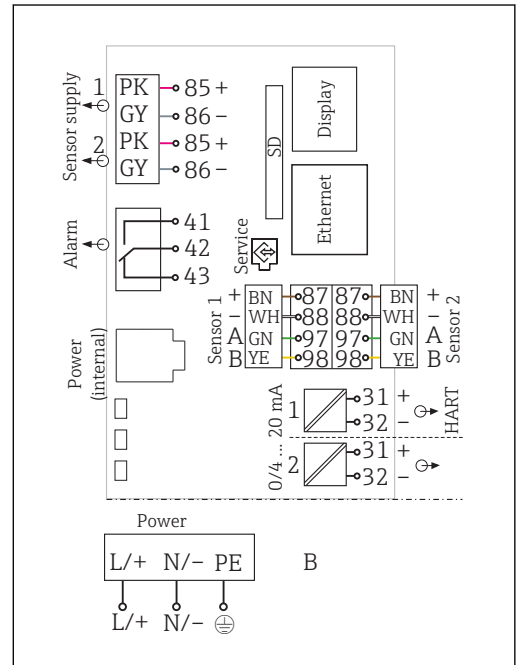 Sensor supply
1 PK 85 +
GY 86 -
2 PK 85 +
GY 86 -
Display
SD
Ethernet
Alarm
41
42
43
Service
Power
(internal)
Sensor 1
+ BN 87 87 BN +
- WH 88 88 WH -
A GN 97 97 GN A
B YE 98 98 YE B
Sensor 2
0/4 ... 20 mA
1 31 +
32 -
HART
2 31 +
32 -
Power
L/+ N/- PE
B
L/+ N/-